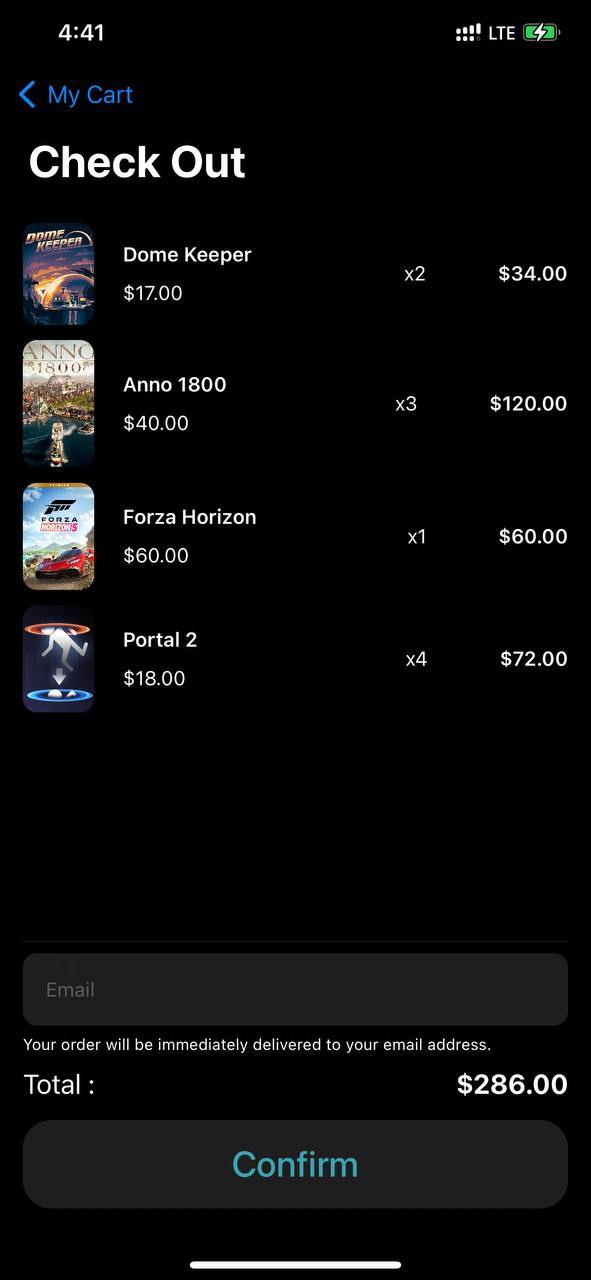 4:41
LTE
My Cart
Check Out
DOME
KEEPER
Dome Keeper
$17.00
x2
$34.00
ANNO
1800
Anno 1800
$40.00
x3
$120.00
PREMIUM
FORZA
HORIZON 5
Forza Horizon
$60.00
x1
$60.00
Portal 2
$18.00
x4
$72.00
Email
Your order will be immediately delivered to your email address.
Total :
$286.00
Confirm